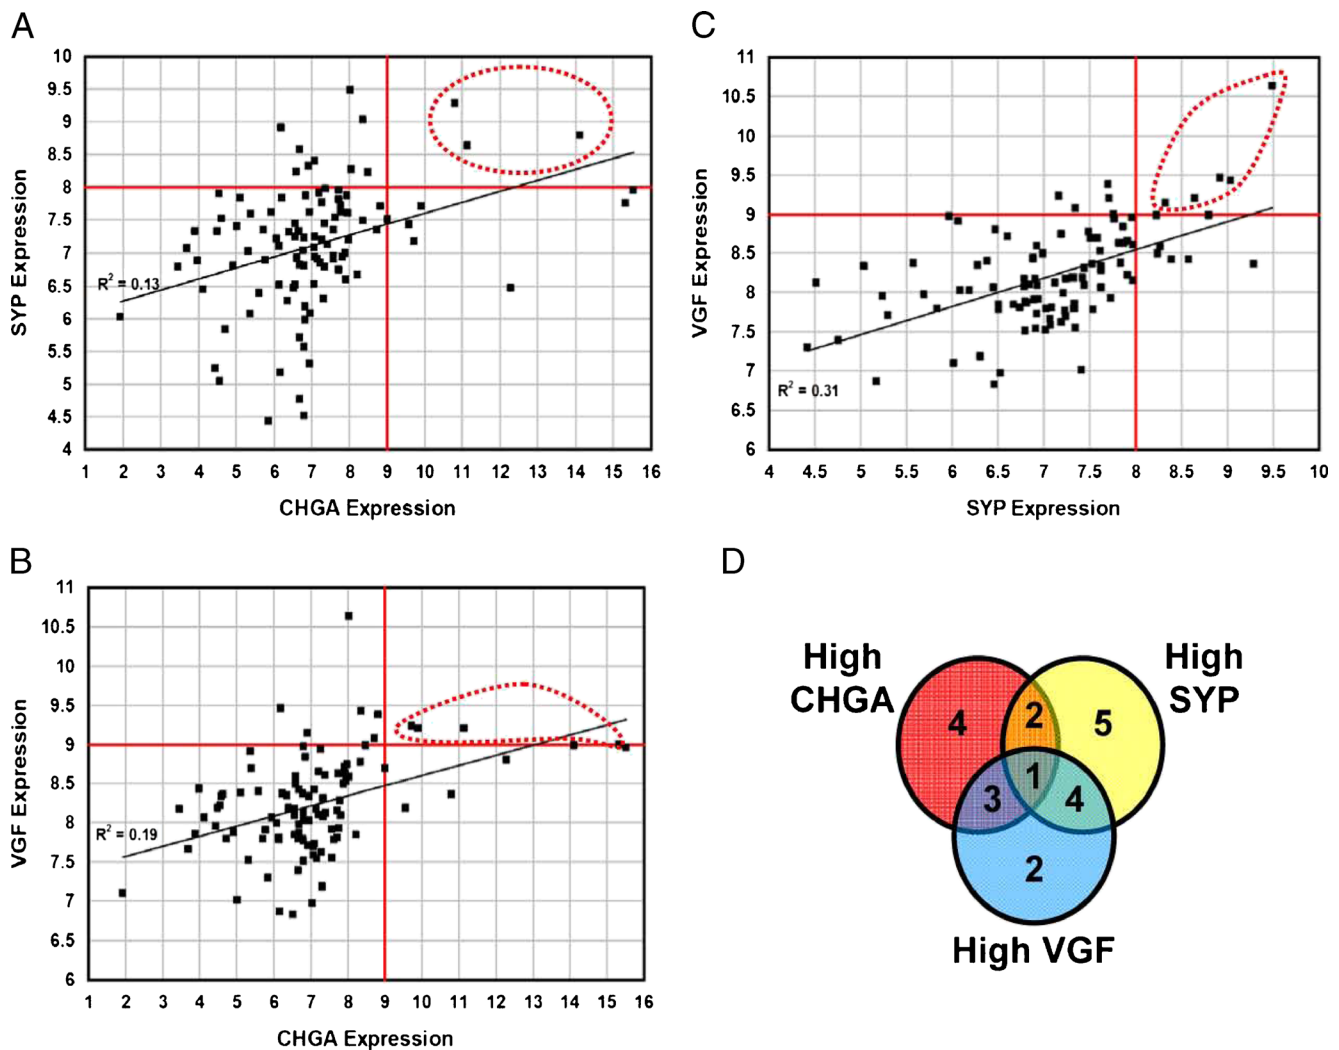 A
10
9.5
9
8.5
8
7.5
7
6.5
6
5.5
5
4.5
4
SYP Expression
R² = 0.13
1 2 3 4 5 6 7 8 9 10 11 12 13 14 15 16
CHGA Expression
C
11
10.5
10
9.5
9
8.5
8
7.5
7
6.5
6
VGF Expression
R² = 0.31
4 4.5 5 5.5 6 6.5 7 7.5 8 8.5 9 9.5 10
SYP Expression
B
11
10.5
10
9.5
9
8.5
8
7.5
7
6.5
6
VGF Expression
R² = 0.19
1 2 3 4 5 6 7 8 9 10 11 12 13 14 15 16
CHGA Expression
D
High
CHGA
High
SYP
4 2 5
1
3 4
2
High VGF